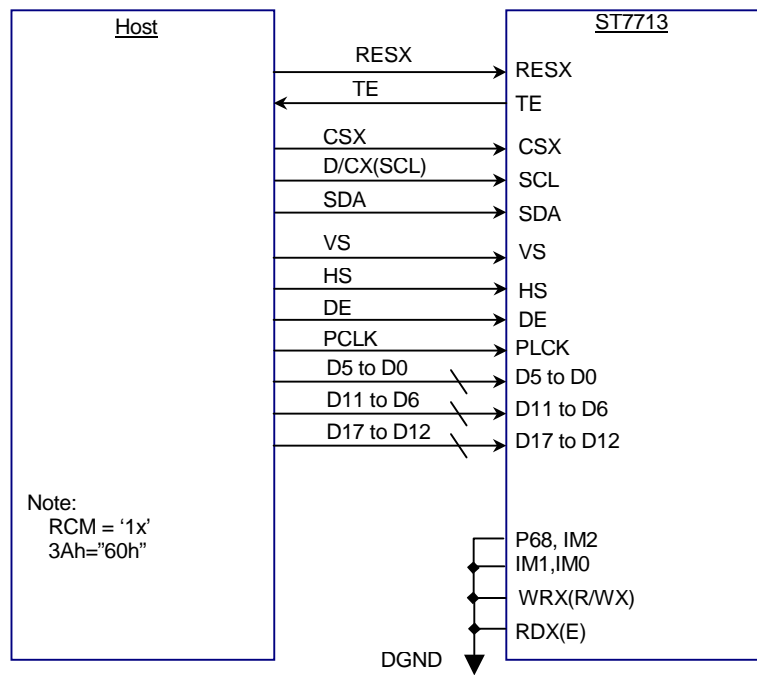 Host
ST7713
RESX
RESX
TE
TE
CSX
CSX
D/CX(SCL)
SCL
SDA
SDA
VS
VS
HS
HS
DE
DE
PCLK
PLCK
D5 to D0
D5 to D0
D11 to D6
D11 to D6
D17 to D12
D17 to D12
Note:
RCM = ‘1x’
3Ah=”60h”
P68, IM2
IM1,IM0
WRX(R/WX)
RDX(E)
DGND